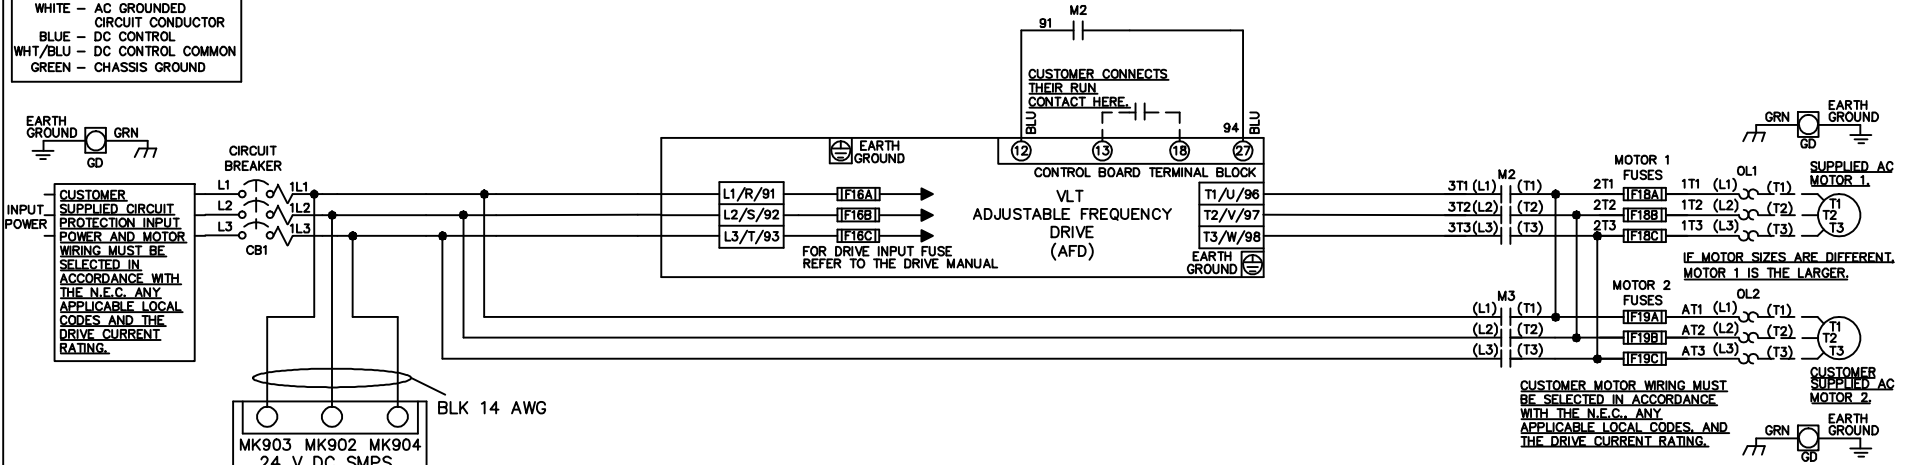 WHITE – AC GROUNDED
CIRCUIT CONDUCTOR
BLUE – DC CONTROL
WHT/BLU – DC CONTROL COMMON
GREEN – CHASSIS GROUND
EARTH
GROUND
GRN
GD
INPUT
POWER
CUSTOMER
SUPPLIED CIRCUIT
PROTECTION INPUT
POWER AND MOTOR
WIRING MUST BE
SELECTED IN
ACCORDANCE WITH
THE N.E.C. ANY
APPLICABLE LOCAL
CODES AND THE
DRIVE CURRENT
RATING.
CIRCUIT
BREAKER
L1 1L1
L2 1L2
L3 1L3
CB1
BLK 14 AWG
MK903 MK902 MK904
24 V DC SMPS
M2
91
CUSTOMER CONNECTS
THEIR RUN
CONTACT HERE.
BLU
94 BLU
12 13 18 27
CONTROL BOARD TERMINAL BLOCK
EARTH
GROUND
L1/R/91 F16A
L2/S/92 F16B
L3/T/93 F16C
FOR DRIVE INPUT FUSE
REFER TO THE DRIVE MANUAL
VLT
ADJUSTABLE FREQUENCY
DRIVE
(AFD)
T1/U/96
T2/V/97
T3/W/98
EARTH
GROUND
M2
3T1 (L1) (T1)
3T2(L2) (T2)
3T3(L3) (T3)
MOTOR 1
FUSES
2T1 F18A 1T1 (L1) (T1)
2T2 F18B 1T2 (L2) (T2)
2T3 F18C 1T3 (L3) (T3)
OL1
T1
T2
T3
GRN
EARTH
GROUND
GD
SUPPLIED AC
MOTOR 1.
IF MOTOR SIZES ARE DIFFERENT,
MOTOR 1 IS THE LARGER.
M3
(L1) (T1)
(L2) (T2)
(L3) (T3)
MOTOR 2
FUSES
F19A AT1 (L1) (T1)
F19B AT2 (L2) (T2)
F19C AT3 (L3) (T3)
OL2
T1
T2
T3
CUSTOMER
SUPPLIED AC
MOTOR 2.
CUSTOMER MOTOR WIRING MUST
BE SELECTED IN ACCORDANCE
WITH THE N.E.C., ANY
APPLICABLE LOCAL CODES, AND
THE DRIVE CURRENT RATING.
GRN
EARTH
GROUND
GD